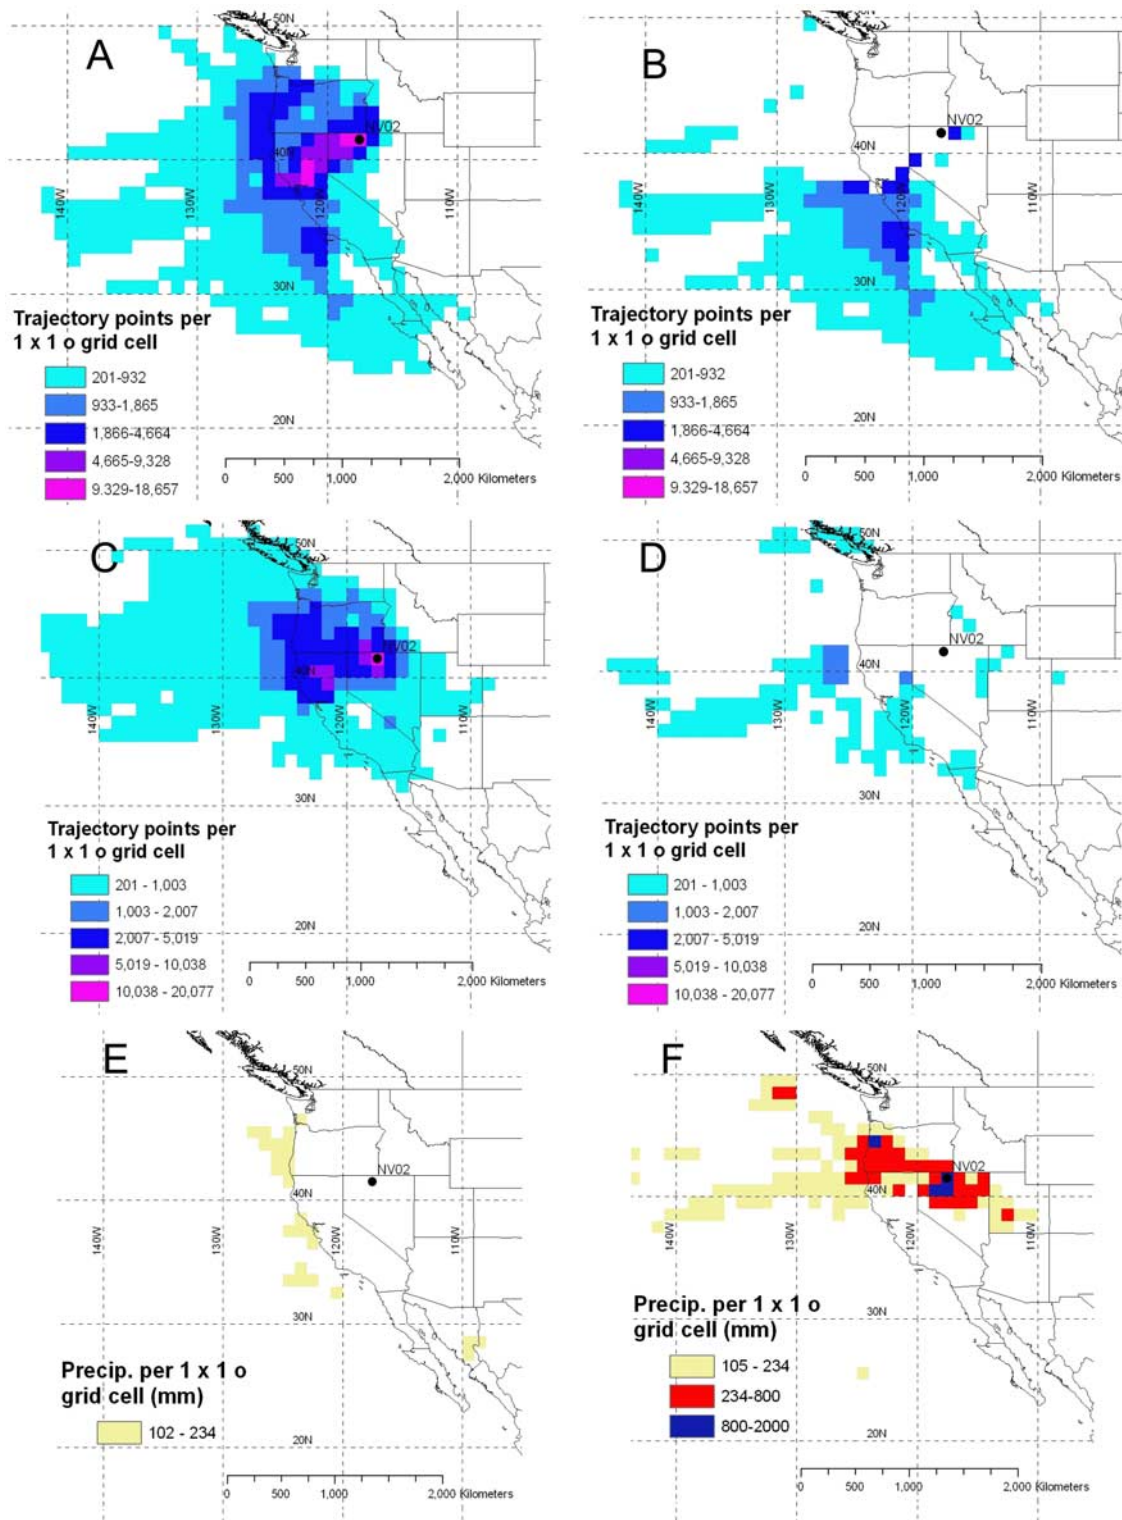 A
50N
NV02
40N
140W
130W
120W
110W
30N
Trajectory points per
1 x 1 o grid cell
201-932
933-1,865
1,866-4,664
4,665-9,328
9.329-18,657
20N
0 500 1,000 2,000 Kilometers
B
NV02
40N
140W
130W
120W
110W
30N
Trajectory points per
1 x 1 o grid cell
201-932
933-1,865
1,866-4,664
4,665-9,328
9.329-18,657
20N
0 500 1,000 2,000 Kilometers
C
50N
NV02
40N
140W
130W
120W
110W
30N
Trajectory points per
1 x 1 o grid cell
201 - 1,003
1,003 - 2,007
2,007 - 5,019
5,019 - 10,038
10,038 - 20,077
20N
0 500 1,000 2,000 Kilometers
D
50N
NV02
40N
140W
130W
120W
110W
30N
Trajectory points per
1 x 1 o grid cell
201 - 1,003
1,003 - 2,007
2,007 - 5,019
5,019 - 10,038
10,038 - 20,077
20N
0 500 1,000 2,000 Kilometers
E
50N
NV02
40N
140W
130W
120W
110W
30N
Precip. per 1 x 1 o
grid cell (mm)
102 - 234
20N
0 500 1,000 2,000 Kilometers
F
50N
NV02
40N
140W
130W
120W
110W
30N
Precip. per 1 x 1 o
grid cell (mm)
105 - 234
234-800
800-2000
20N
0 500 1,000 2,000 Kilometers